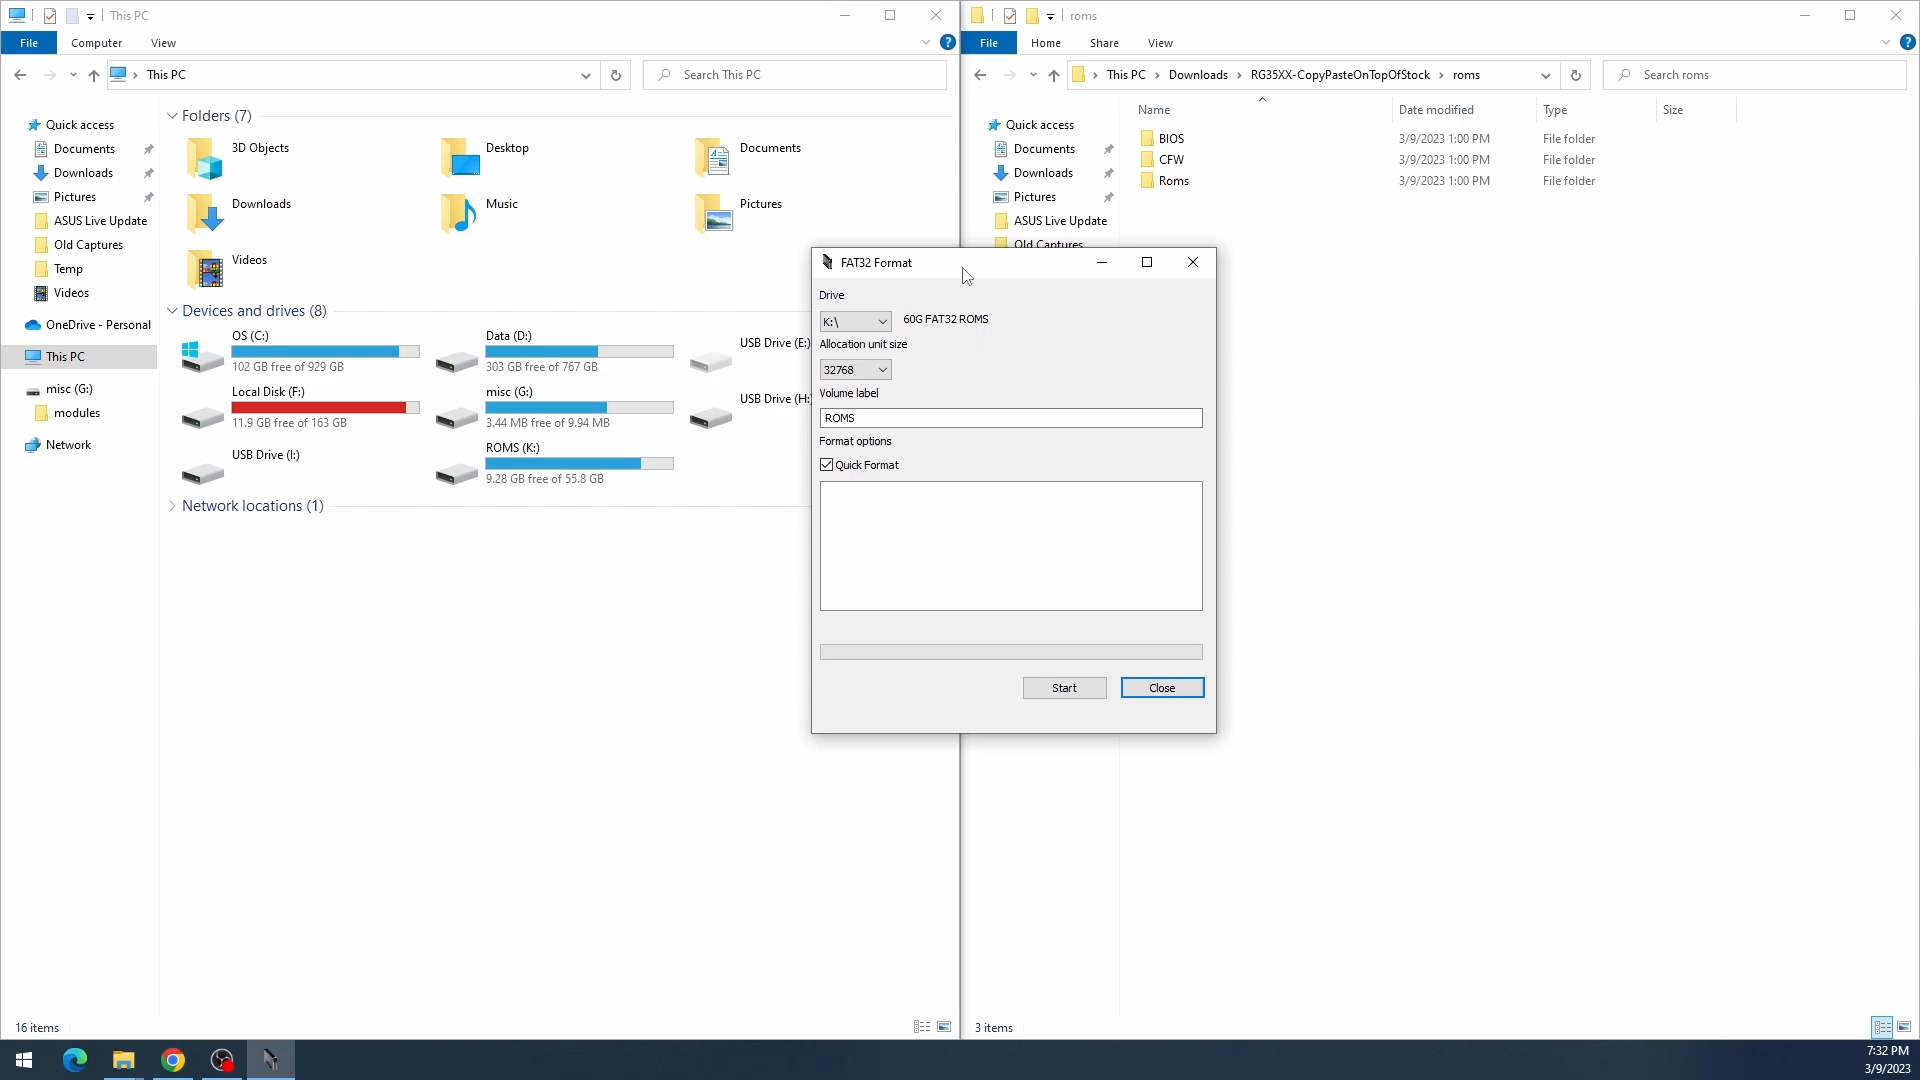 This PC
File
Computer
View
This PC
Search This PC
Quick access
Documents
Downloads
Pictures
ASUS Live Update
Old Captures
Temp
Videos
OneDrive - Personal
This PC
misc (G:)
modules
Network
Folders (7)
3D Objects
Desktop
Documents
Downloads
Music
Pictures
Videos
Devices and drives (8)
OS (C:)
102 GB free of 929 GB
Data (D:)
303 GB free of 767 GB
USB Drive (E:)
Local Disk (F:)
11.9 GB free of 163 GB
misc (G:)
3.44 MB free of 9.94 MB
USB Drive (H:)
USB Drive (I:)
ROMS (K:)
9.28 GB free of 55.8 GB
Network locations (1)
16 items
roms
File
Home
Share
View
This PC
Downloads
RG35XX-CopyPasteOnTopOfStock
roms
Search roms
Quick access
Documents
Downloads
Pictures
ASUS Live Update
Old Captures
Name Date modified Type Size
BIOS 3/9/2023 1:00 PM File folder
CFW 3/9/2023 1:00 PM File folder
Roms 3/9/2023 1:00 PM File folder
3 items
FAT32 Format
Drive
K:\ 60G FAT32 ROMS
Allocation unit size
32768
Volume label
ROMS
Format options
Quick Format
Start
Close
7:32 PM
3/9/2023